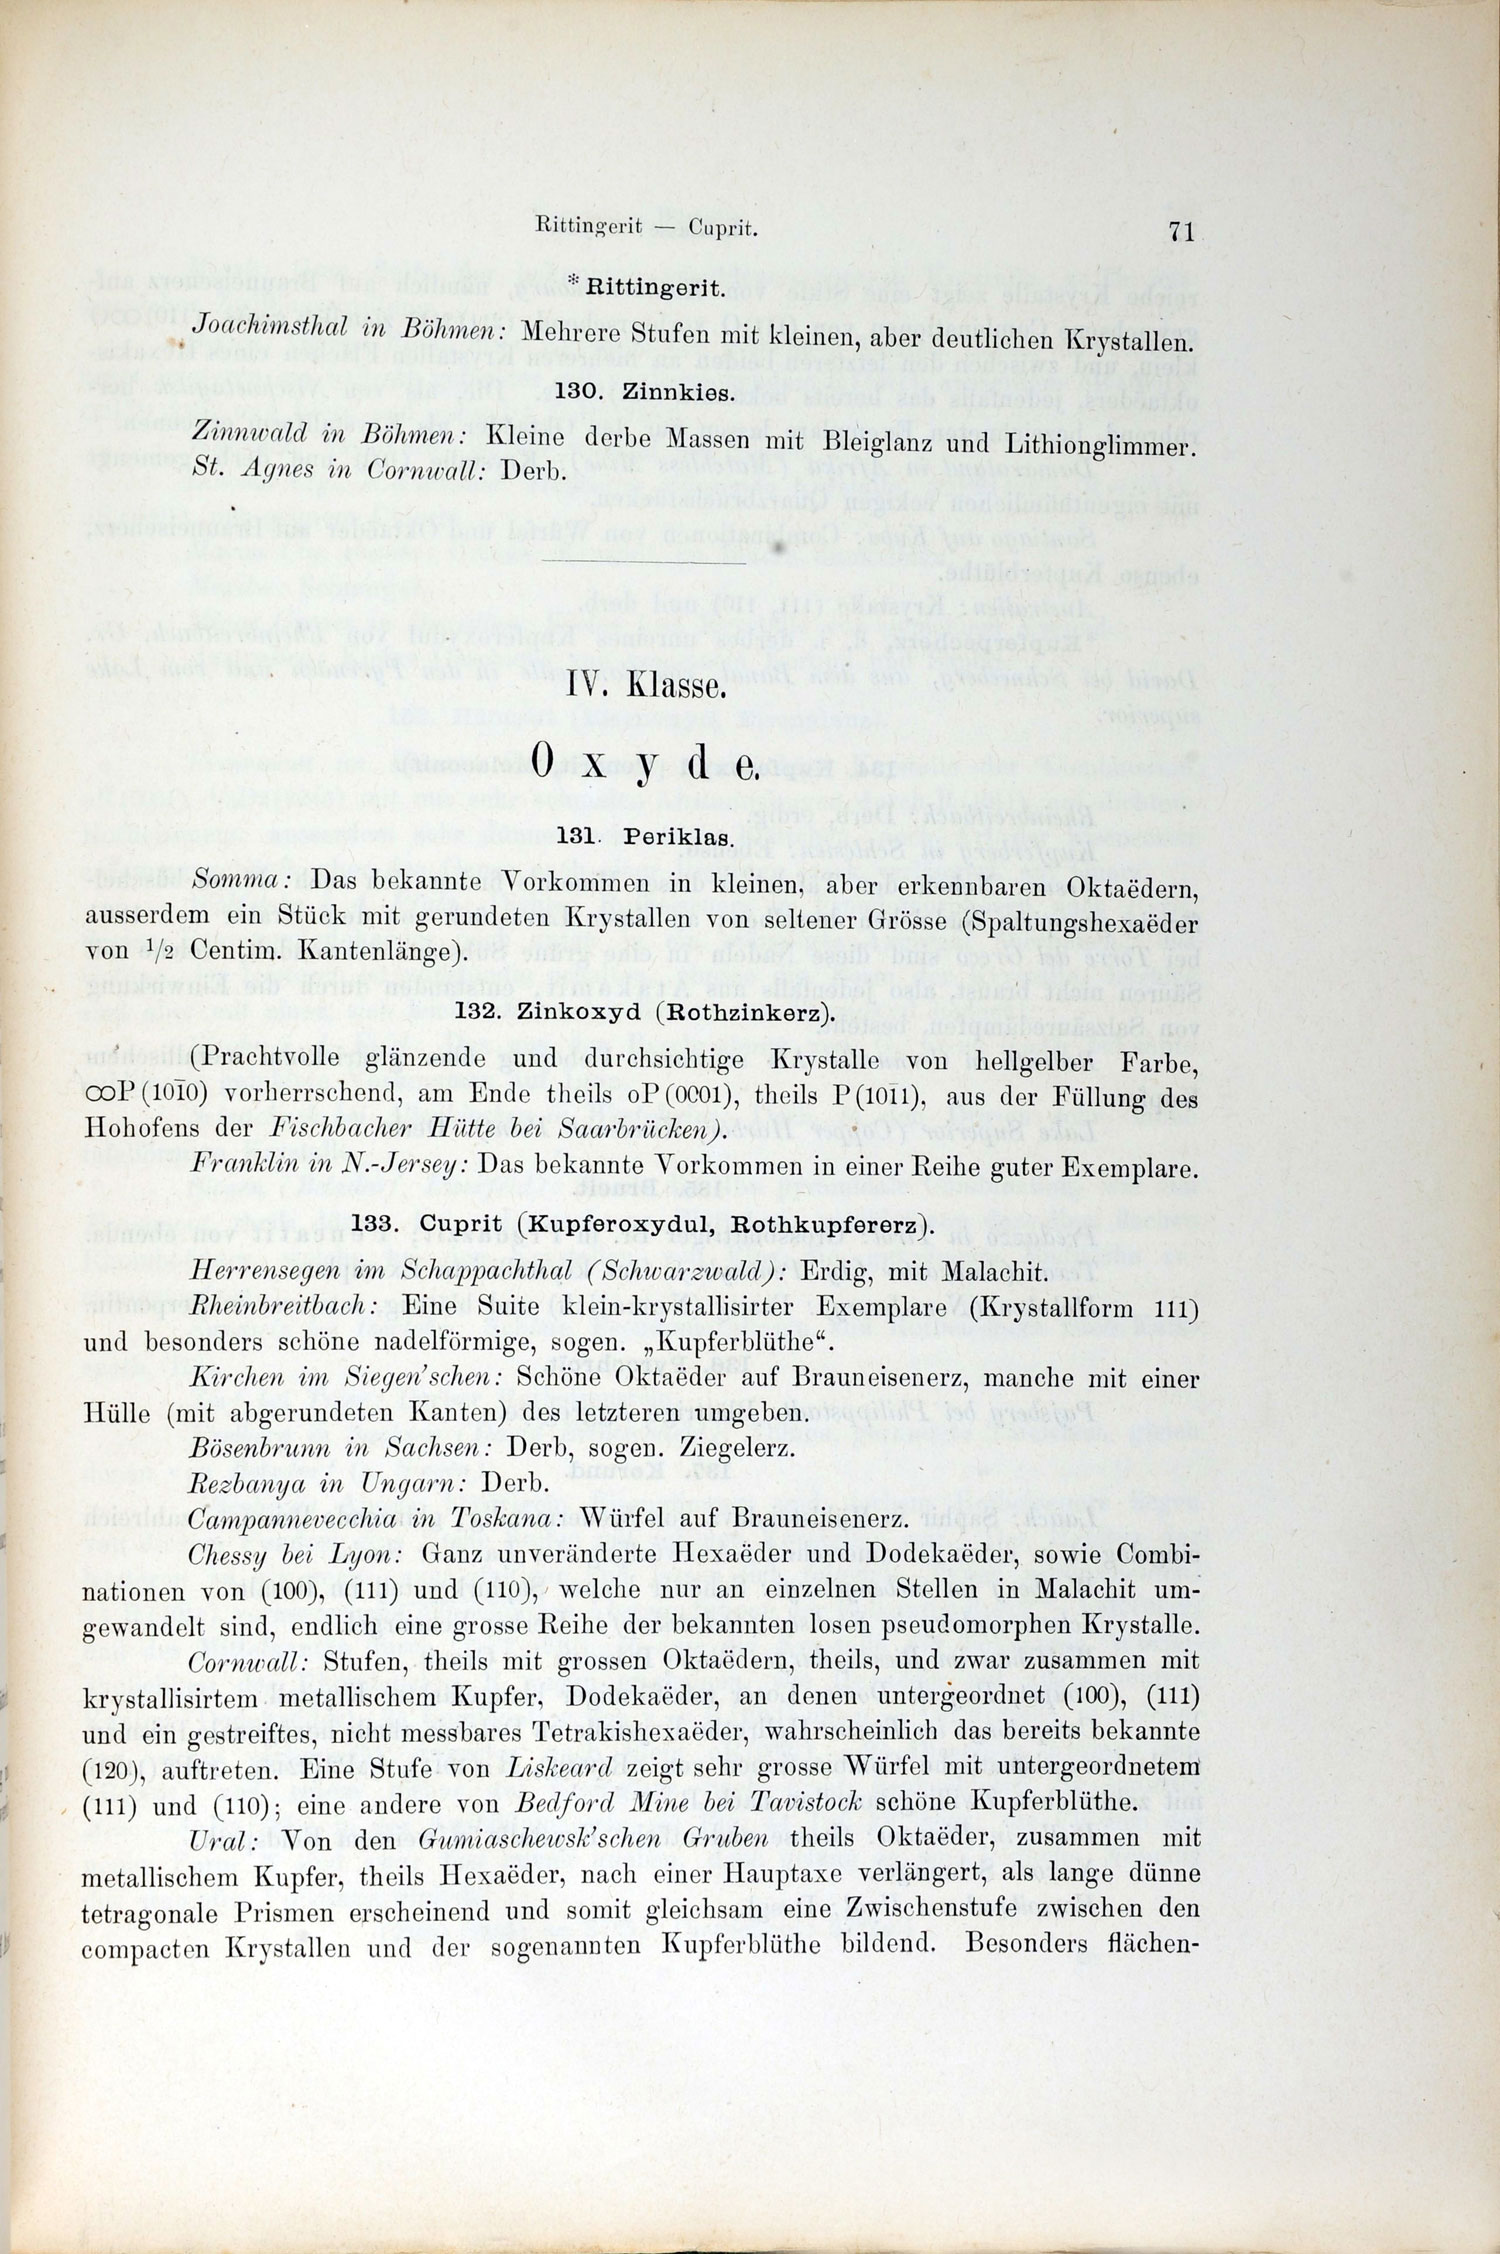 Rittingerit — Cuprit. 71
* Rittingerit.
Joachimsthal in Böhmen: Mehrere Stufen mit kleinen, aber deutlichen Krystallen.
130. Zinnkies.
Zinnwald in Böhmen: Kleine derbe Massen mit Bleiglanz und Lithionglimmer.
St. Agnes in Cornwall: Derb.
IV. Klasse.
Oxyde.
131. Periklas.
Somma: Das bekannte Vorkommen in kleinen, aber erkennbaren Oktaëdern,
ausserdem ein Stück mit gerundeten Krystallen von seltener Grösse (Spaltungshexaëder
von 1/2 Centim. Kantenlänge).
132. Zinkoxyd (Rothzinkerz).
(Prachtvolle glänzende und durchsichtige Krystalle von hellgelber Farbe,
∞P(101̄0) vorherrschend, am Ende theils oP(0001), theils P(101̄1), aus der Füllung des
Hohofens der Fischbacher Hütte bei Saarbrücken).
Franklin in N.-Jersey: Das bekannte Vorkommen in einer Reihe guter Exemplare.
133. Cuprit (Kupferoxydul, Rothkupfererz).
Herrensegen im Schappachthal (Schwarzwald): Erdig, mit Malachit.
Rheinbreitbach: Eine Suite klein-krystallisirter Exemplare (Krystallform 111)
und besonders schöne nadelförmige, sogen. „Kupferblüthe“.
Kirchen im Siegen'schen: Schöne Oktaëder auf Brauneisenerz, manche mit einer
Hülle (mit abgerundeten Kanten) des letzteren umgeben.
Bösenbrunn in Sachsen: Derb, sogen. Ziegelerz.
Rezbanya in Ungarn: Derb.
Campannevecchia in Toskana: Würfel auf Brauneisenerz.
Chessy bei Lyon: Ganz unveränderte Hexaëder und Dodekaëder, sowie Combi-
nationen von (100), (111) und (110), welche nur an einzelnen Stellen in Malachit um-
gewandelt sind, endlich eine grosse Reihe der bekannten losen pseudomorphen Krystalle.
Cornwall: Stufen, theils mit grossen Oktaëdern, theils, und zwar zusammen mit
krystallisirtem metallischem Kupfer, Dodekaëder, an denen untergeordnet (100), (111)
und ein gestreiftes, nicht messbares Tetrakishexaëder, wahrscheinlich das bereits bekannte
(120), auftreten. Eine Stufe von Liskeard zeigt sehr grosse Würfel mit untergeordnetem
(111) und (110); eine andere von Bedford Mine bei Tavistock schöne Kupferblüthe.
Ural: Von den Gumiaschewsk'schen Gruben theils Oktaëder, zusammen mit
metallischem Kupfer, theils Hexaëder, nach einer Hauptaxe verlängert, als lange dünne
tetragonale Prismen erscheinend und somit gleichsam eine Zwischenstufe zwischen den
compacten Krystallen und der sogenannten Kupferblüthe bildend. Besonders flächen-